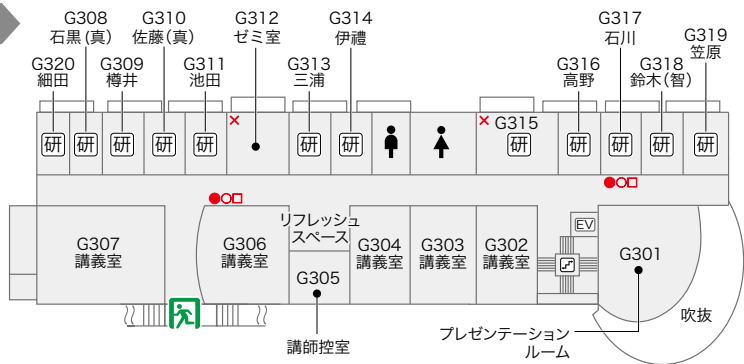 G308
石黒(真)
G310
佐藤(真)
G312
ゼミ室
G314
伊禮
G317
石川
G319
笠原
G320
細田
G309
樽井
G311
池田
G313
三浦
G316
高野
G318
鈴木(智)
研
研
研
研
研
研
研
G315
研
研
研
研
研
リフレッシュ
スペース
G307
講義室
G306
講義室
G304
講義室
G303
講義室
G302
講義室
EV
G301
G305
講師控室
プレゼンテーション
ルーム
吹抜